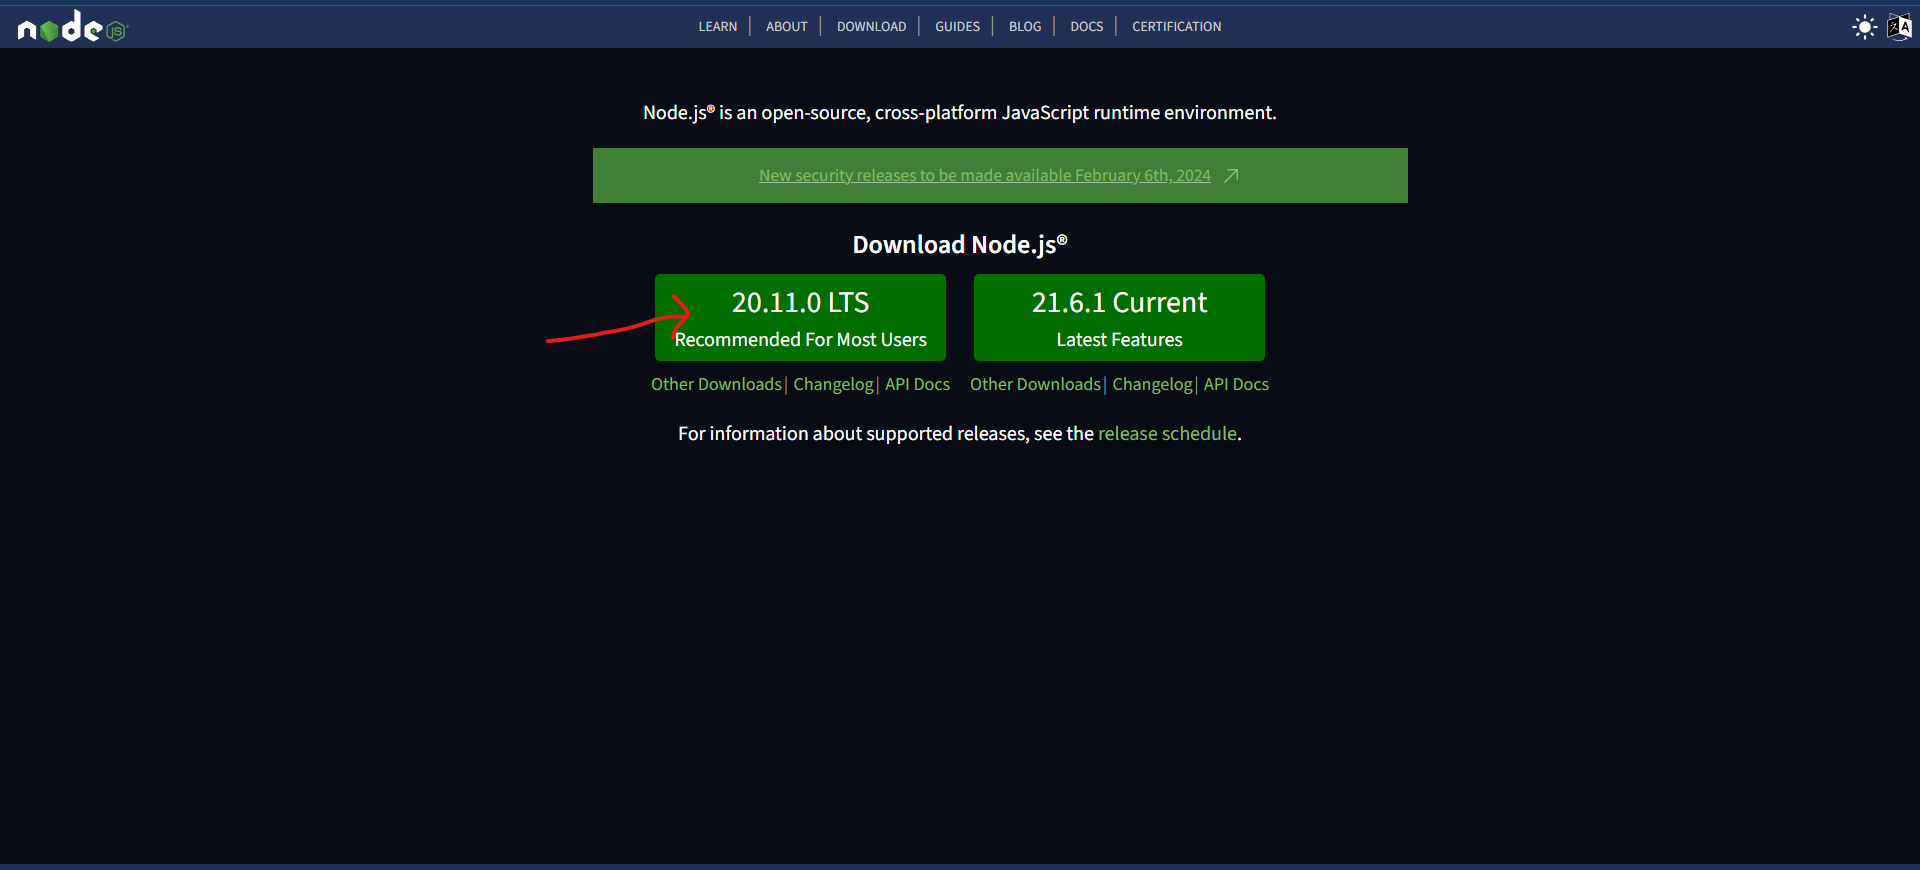 node JS
LEARN | ABOUT | DOWNLOAD | GUIDES | BLOG | DOCS | CERTIFICATION
Node.js® is an open-source, cross-platform JavaScript runtime environment.
New security releases to be made available February 6th, 2024
Download Node.js®
20.11.0 LTS
Recommended For Most Users
21.6.1 Current
Latest Features
Other Downloads | Changelog | API Docs
Other Downloads | Changelog | API Docs
For information about supported releases, see the release schedule.